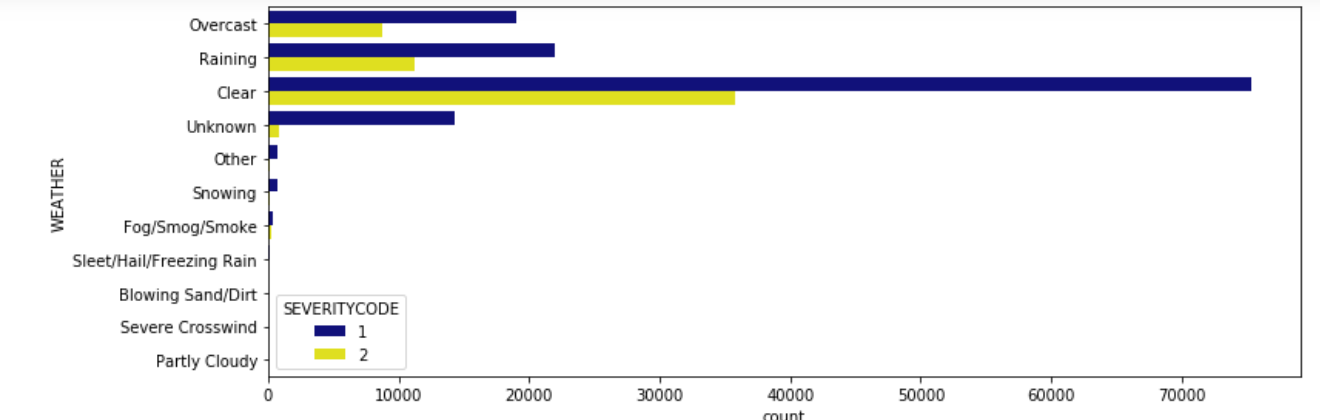 Overcast
Raining
Clear
Unknown
Other
Snowing
Fog/Smog/Smoke
Sleet/Hail/Freezing Rain
Blowing Sand/Dirt
Severe Crosswind
Partly Cloudy
WEATHER
SEVERITYCODE
1
2
0 10000 20000 30000 40000 50000 60000 70000
count